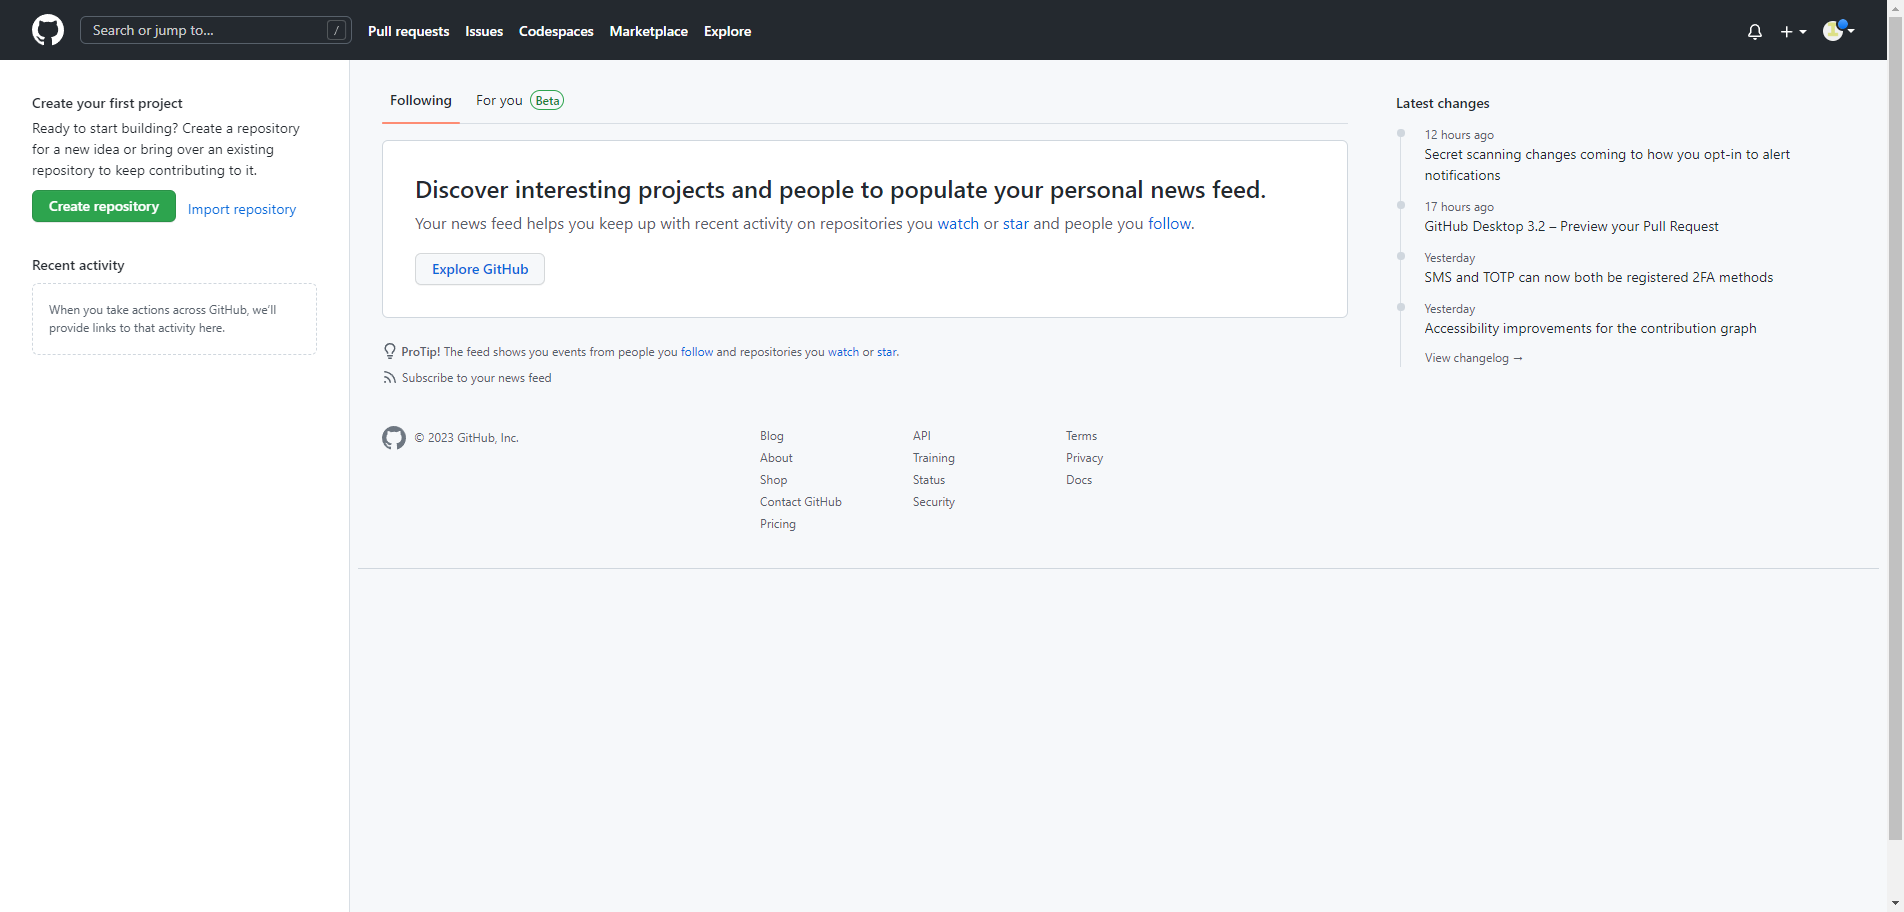 Search or jump to...
/
Pull requests
Issues
Codespaces
Marketplace
Explore
Create your first project
Ready to start building? Create a repository
for a new idea or bring over an existing
repository to keep contributing to it.
Create repository
Import repository
Recent activity
When you take actions across GitHub, we'll
provide links to that activity here.
Following
For you
Beta
Discover interesting projects and people to populate your personal news feed.
Your news feed helps you keep up with recent activity on repositories you watch or star and people you follow.
Explore GitHub
ProTip! The feed shows you events from people you follow and repositories you watch or star.
Subscribe to your news feed
© 2023 GitHub, Inc.
Blog
About
Shop
Contact GitHub
Pricing
API
Training
Status
Security
Terms
Privacy
Docs
Latest changes
12 hours ago
Secret scanning changes coming to how you opt-in to alert
notifications
17 hours ago
GitHub Desktop 3.2 – Preview your Pull Request
Yesterday
SMS and TOTP can now both be registered 2FA methods
Yesterday
Accessibility improvements for the contribution graph
View changelog →